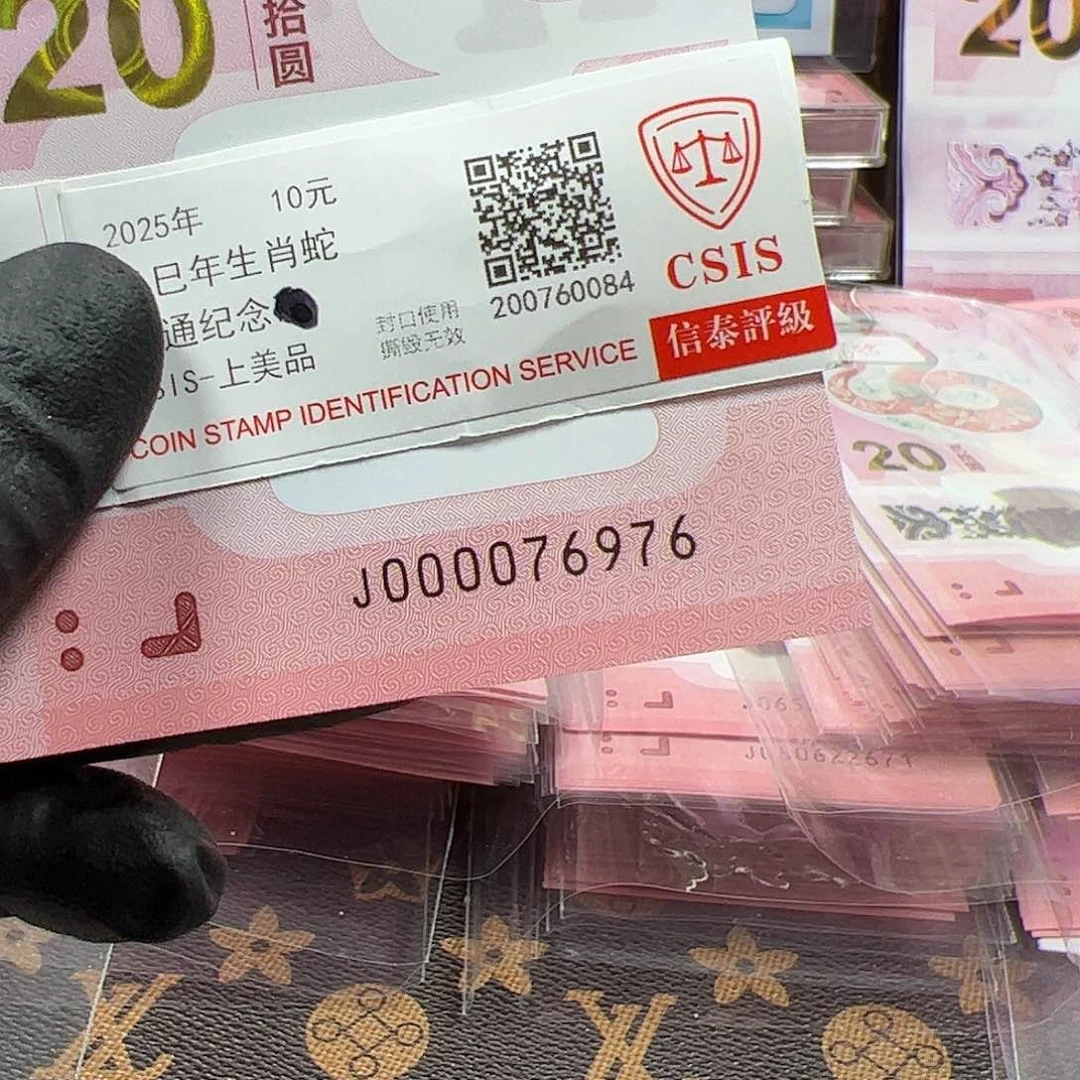 20
拾
圆
20
2025年 10元
巳年生肖蛇
通纪念
SIS-上美品
封口使用
撕毁无效
200760084
CSIS
信泰評級
COIN STAMP IDENTIFICATION SERVICE
J000076976
20